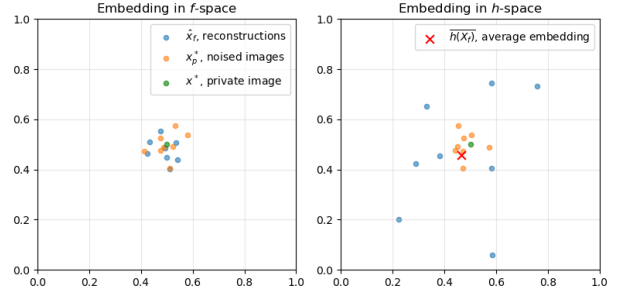 Embedding in f-space
Embedding in h-space
1.0
0.8
0.6
0.4
0.2
0.0
0.0 0.2 0.4 0.6 0.8 1.0
x̂_f, reconstructions
x_p^*, noised images
x^*, private image
1.0
0.8
0.6
0.4
0.2
0.0
0.0 0.2 0.4 0.6 0.8 1.0
\overline{h(X_f)}, average embedding